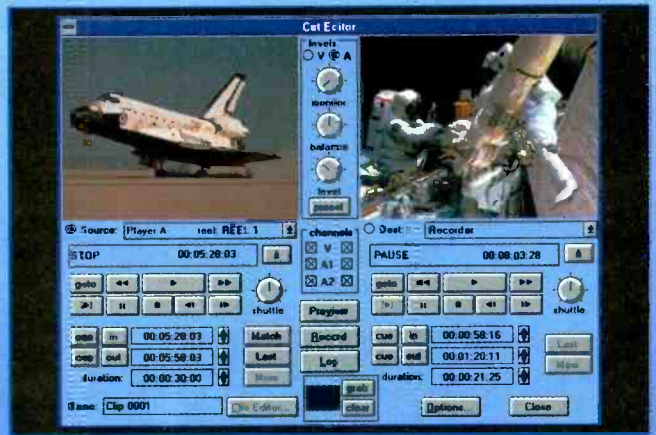 Cut Editor
levels
V A
balance
level
preset
Source: Player A reel: REEL 1
channels
Dest: Recorder
STOP 00:05:28:03
V
A1
A2
PAUSE 00:08:03:28
goto
shuttle
goto
shuttle
Preview
Record
Log
cue in 00:05:28:03 Match
cue out 00:05:58:03 Last
duration: 00:00:30:00
cue in 00:00:58:16 Last
cue out 00:01:20:11
duration: 00:00:21:25
grab
clear
Name: Clip 0001 Clip Editor...
Options... Close